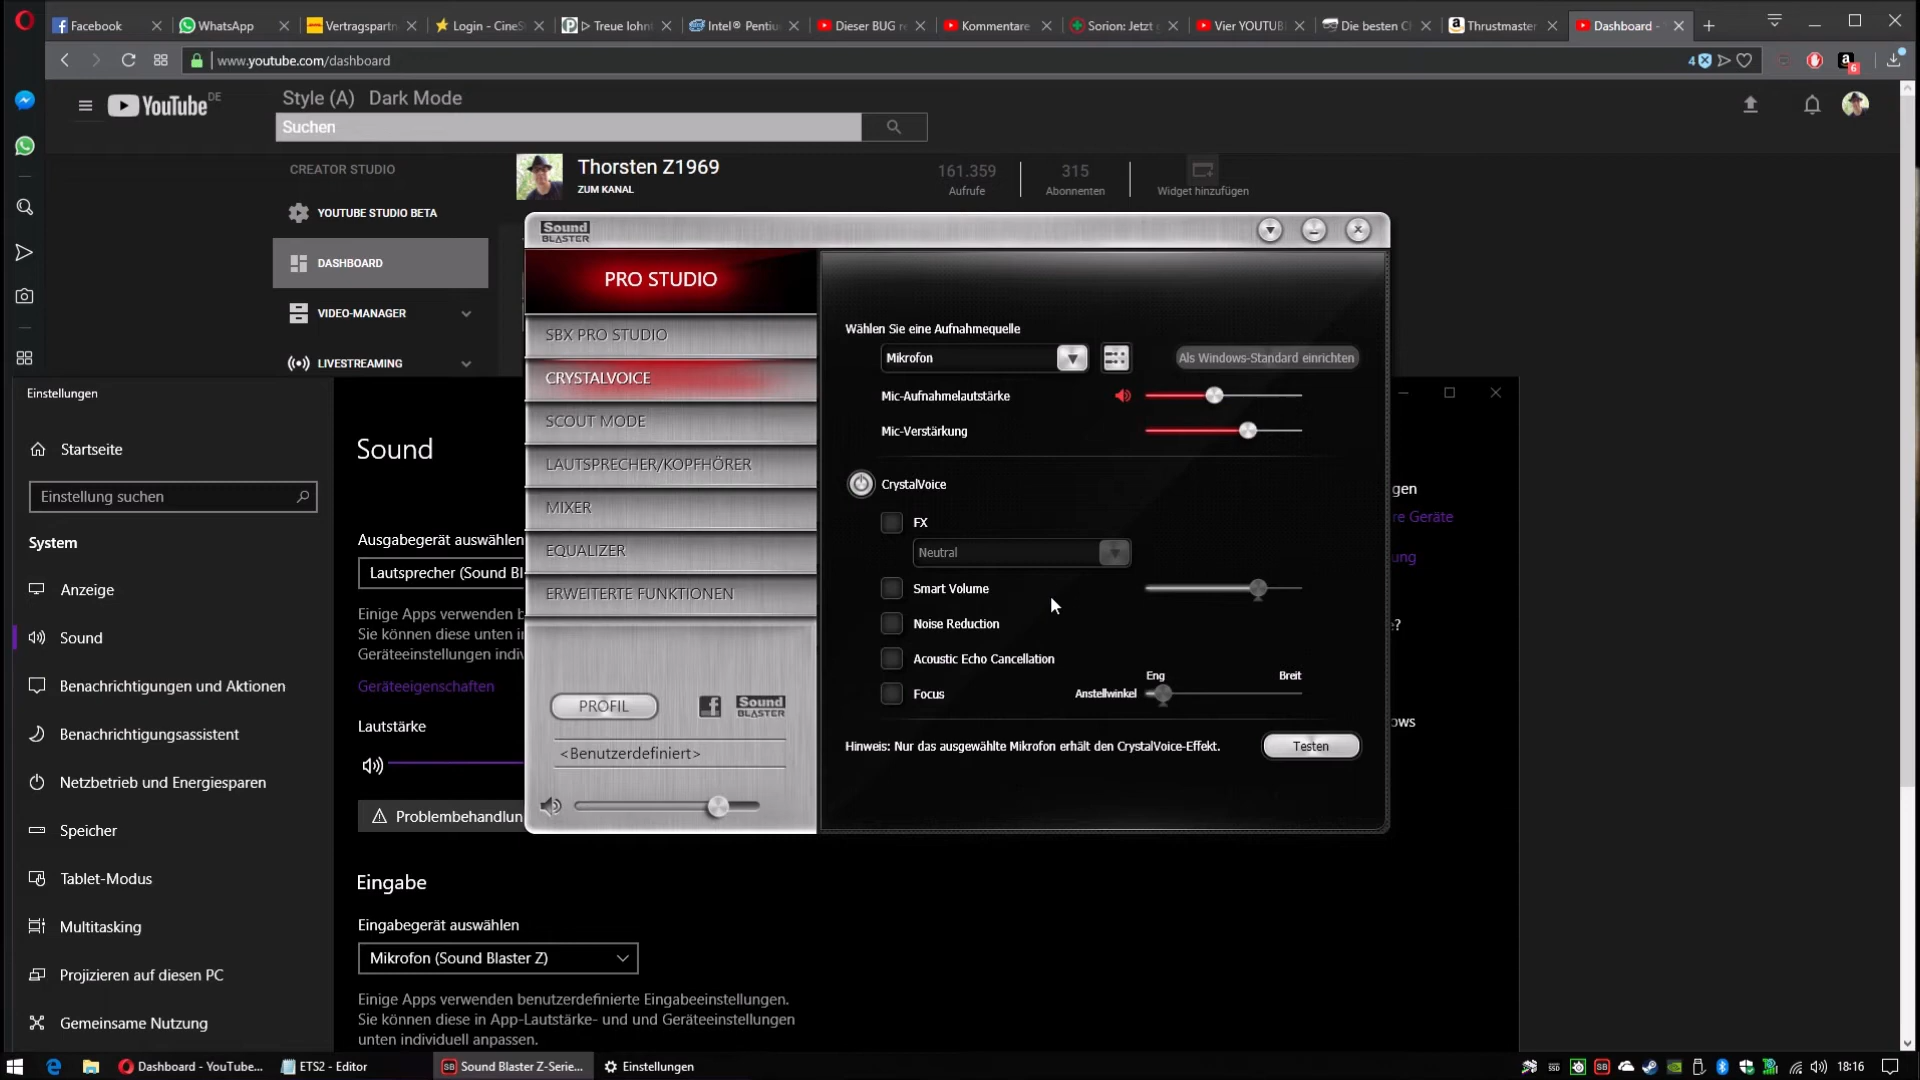 Facebook
WhatsApp
Vertragspartn
Login - CineS
▷ Treue lohn
Intel® Pentiu
Dieser BUG re
Kommentare
Sorion: Jetzt g
Vier YOUTUB
Die besten Ch
Thrustmaster
Dashboard -
www.youtube.com/dashboard
4
6
YouTube DE
Style (A) Dark Mode
Suchen
CREATOR STUDIO
YOUTUBE STUDIO BETA
DASHBOARD
VIDEO-MANAGER
LIVESTREAMING
Thorsten Z1969
ZUM KANAL
161.359
Aufrufe
315
Abonnenten
Widget hinzufügen
Sound
BLASTER
PRO STUDIO
SBX PRO STUDIO
CRYSTALVOICE
SCOUT MODE
LAUTSPRECHER/KOPFHÖRER
MIXER
EQUALIZER
ERWEITERTE FUNKTIONEN
PROFIL
Sound
BLASTER
<Benutzerdefiniert>
Wählen Sie eine Aufnahmequelle
Mikrofon
Als Windows-Standard einrichten
Mic-Aufnahmelautstärke
Mic-Verstärkung
CrystalVoice
FX
Neutral
Smart Volume
Noise Reduction
Acoustic Echo Cancellation
Eng
Breit
Focus
Anstellwinkel
Hinweis: Nur das ausgewählte Mikrofon erhält den CrystalVoice-Effekt.
Testen
Einstellungen
Startseite
Einstellung suchen
System
Anzeige
Sound
Benachrichtigungen und Aktionen
Benachrichtigungsassistent
Netzbetrieb und Energiesparen
Speicher
Tablet-Modus
Multitasking
Projizieren auf diesen PC
Gemeinsame Nutzung
Sound
Ausgabegerät auswählen
Lautsprecher (Sound Bl
Einige Apps verwenden b
Sie können diese unten i
Geräteeinstellungen indiv
Geräteeigenschaften
Lautstärke
Problembehandlun
Eingabe
Eingabegerät auswählen
Mikrofon (Sound Blaster Z)
Einige Apps verwenden benutzerdefinierte Eingabeeinstellungen.
Sie können diese in App-Lautstärke- und und Geräteeinstellungen
unten individuell anpassen.
gen
re Geräte
ung
e?
ows
Dashboard - YouTube...
ETS2 - Editor
Sound Blaster Z-Serie...
Einstellungen
18:16